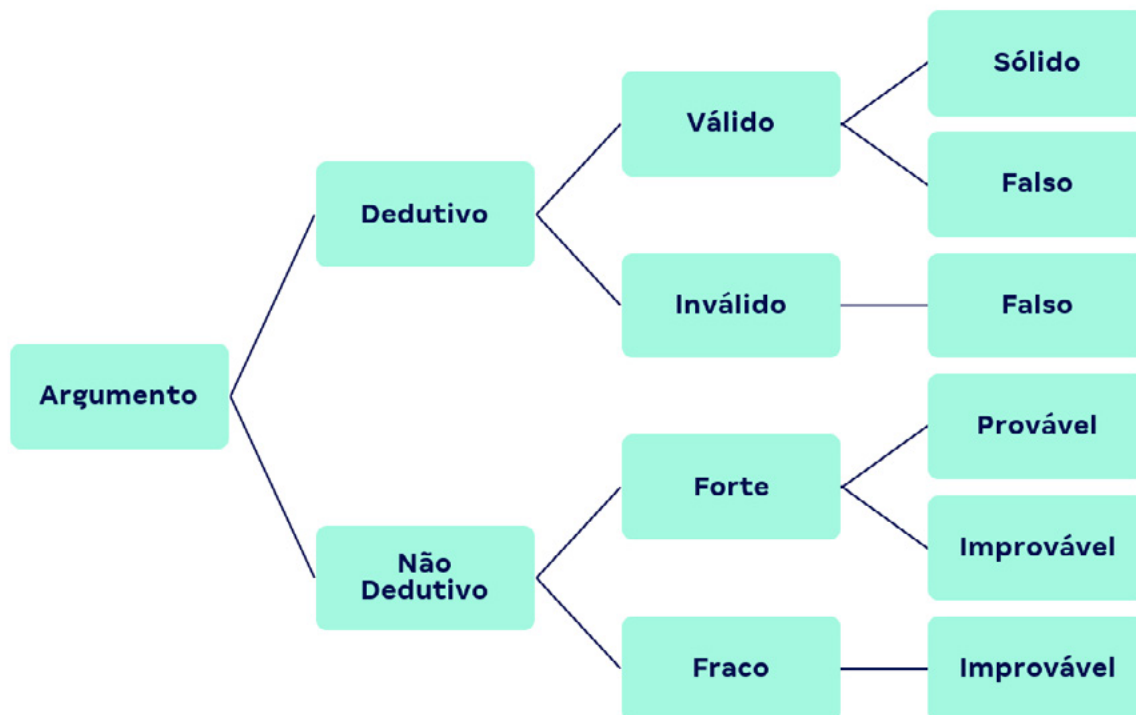 Sólido
Válido
Falso
Dedutivo
Inválido
Falso
Argumento
Provável
Forte
Improvável
Não
Dedutivo
Fraco
Improvável